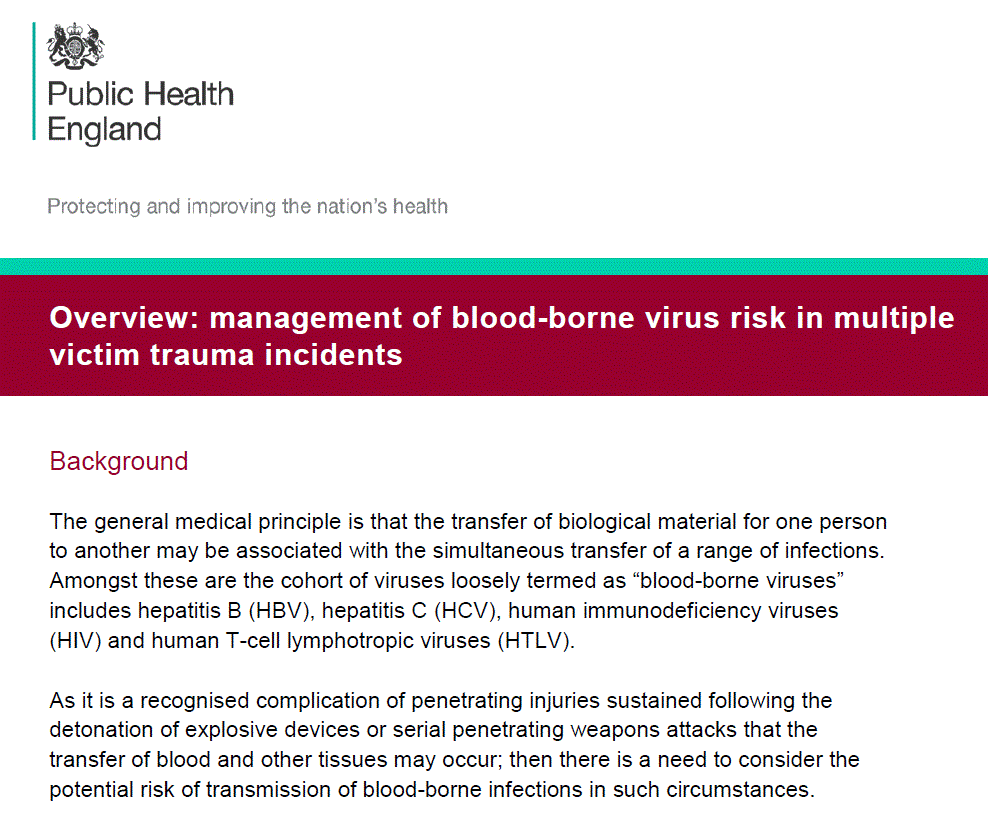 Public Health
England
Protecting and improving the nation's health
Overview: management of blood-borne virus risk in multiple
victim trauma incidents
Background
The general medical principle is that the transfer of biological material for one person
to another may be associated with the simultaneous transfer of a range of infections.
Amongst these are the cohort of viruses loosely termed as “blood-borne viruses”
includes hepatitis B (HBV), hepatitis C (HCV), human immunodeficiency viruses
(HIV) and human T-cell lymphotropic viruses (HTLV).
As it is a recognised complication of penetrating injuries sustained following the
detonation of explosive devices or serial penetrating weapons attacks that the
transfer of blood and other tissues may occur; then there is a need to consider the
potential risk of transmission of blood-borne infections in such circumstances.